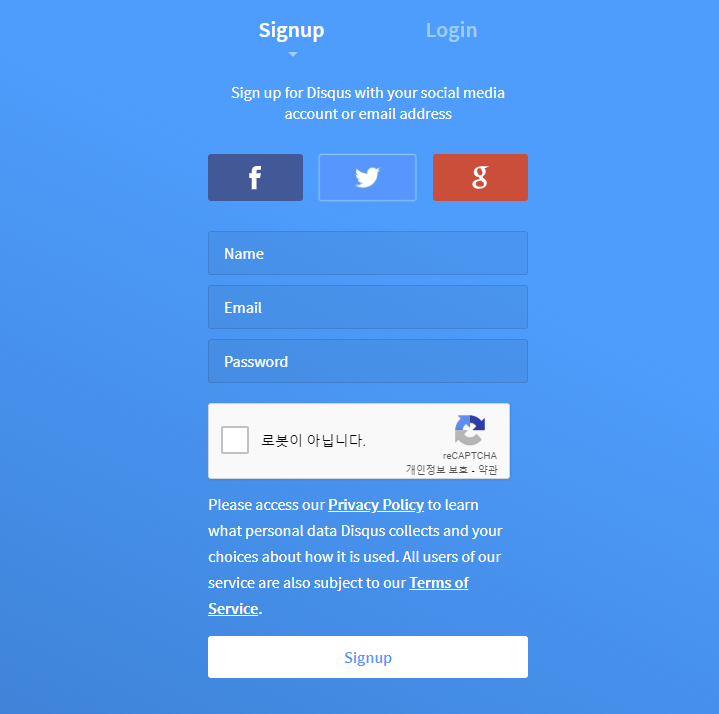 Signup Login
Sign up for Disqus with your social media
account or email address
Name
Email
Password
로봇이 아닙니다.
reCAPTCHA
개인정보 보호 - 약관
Please access our Privacy Policy to learn
what personal data Disqus collects and your
choices about how it is used. All users of our
service are also subject to our Terms of
Service.
Signup